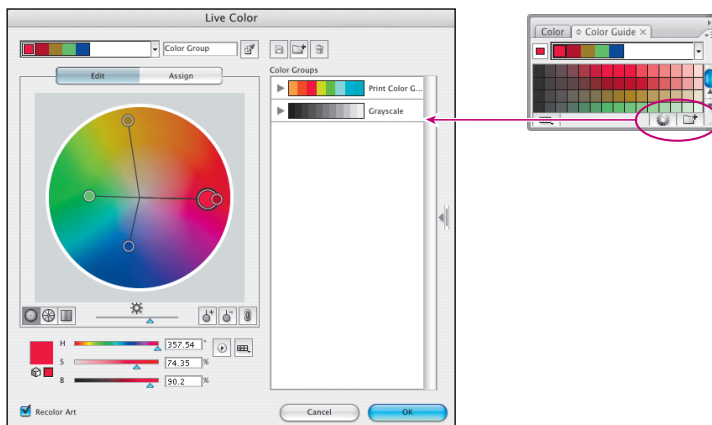 Live Color
Color Group
Edit
Assign
Color Groups
Print Color G...
Grayscale
H
357.54
°
S
74.35
%
B
90.2
%
Recolor Art
Cancel
OK
Color
Color Guide ×